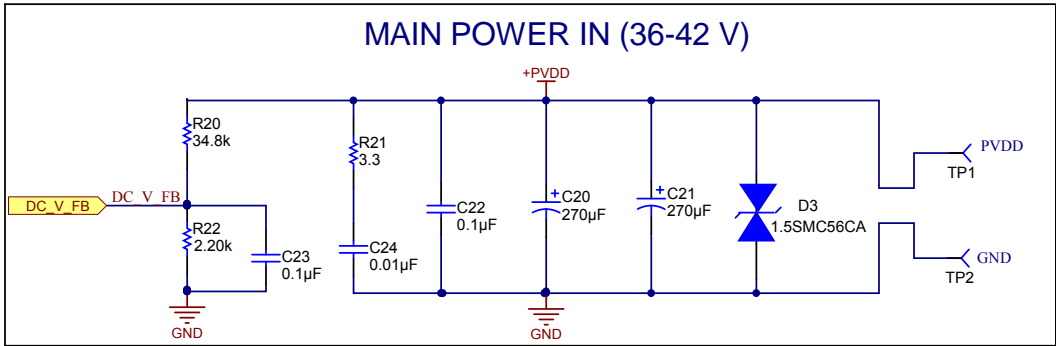 MAIN POWER IN (36-42 V)
+PVDD
R20
34.8k
R21
3.3
PVDD
TP1
DC_V_FB
DC_V_FB
R22
2.20k
C23
0.1µF
C24
0.01µF
C22
0.1µF
C20
270µF
C21
270µF
D3
1.5SMC56CA
GND
TP2
GND
GND